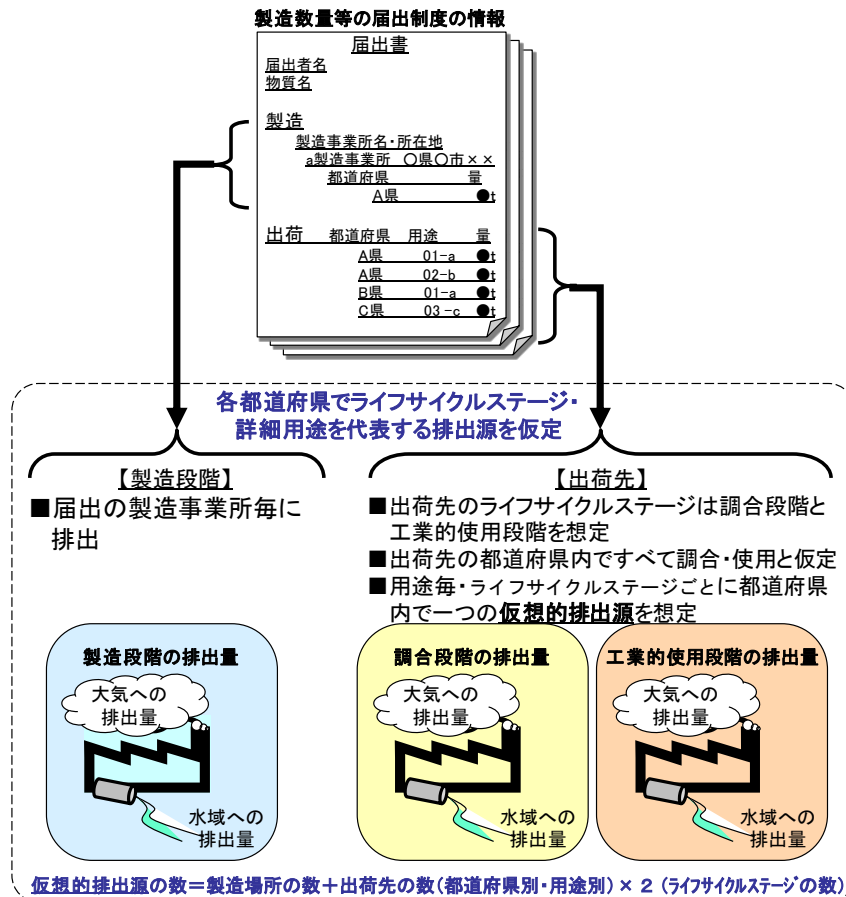 製造数量等の届出制度の情報
届出書
届出者名
物質名
製造
製造事業所名・所在地
a製造事業所 〇県〇市××
都道府県 量
A県 ●t
出荷 都道府県 用途 量
A県 01-a ●t
A県 02-b ●t
B県 01-a ●t
C県 03-c ●t
各都道府県でライフサイクルステージ・
詳細用途を代表する排出源を仮定
【製造段階】
■届出の製造事業所毎に
排出
【出荷先】
■出荷先のライフサイクルステージは調合段階と
工業的使用段階を想定
■出荷先の都道府県内ですべて調合・使用と仮定
■用途毎・ライフサイクルステージごとに都道府県
内で一つの仮想的排出源を想定
製造段階の排出量
大気への
排出量
水域への
排出量
調合段階の排出量
大気への
排出量
水域への
排出量
工業的使用段階の排出量
大気への
排出量
水域への
排出量
仮想的排出源の数＝製造場所の数＋出荷先の数(都道府県別・用途別)×２(ライフサイクルステージの数)